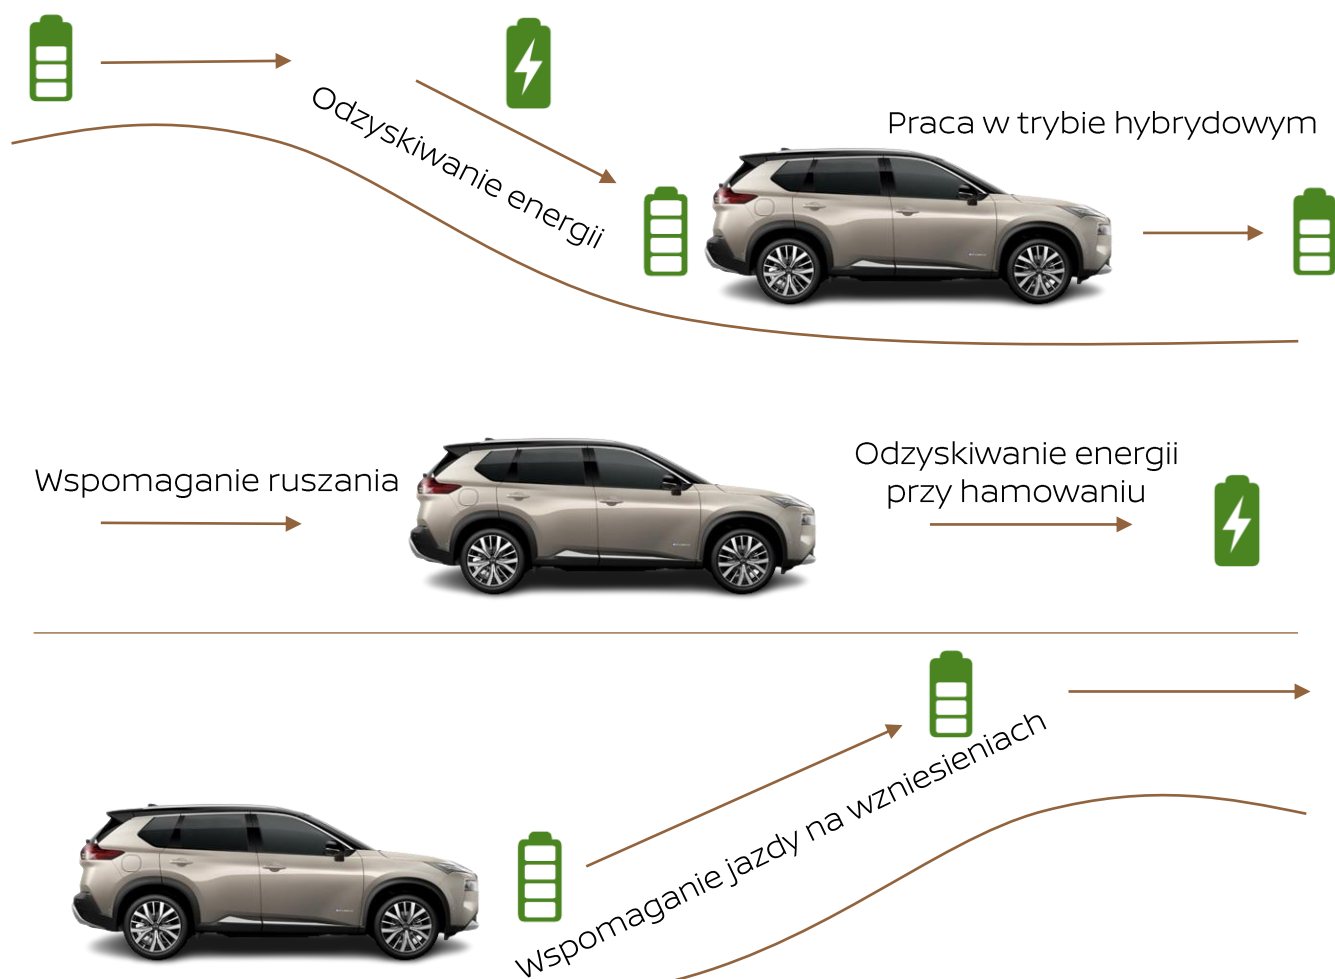 Odzyskiwanie energii
Praca w trybie hybrydowym
Wspomaganie ruszania
Odzyskiwanie energii
przy hamowaniu
Wspomaganie jazdy na wzniesieniach